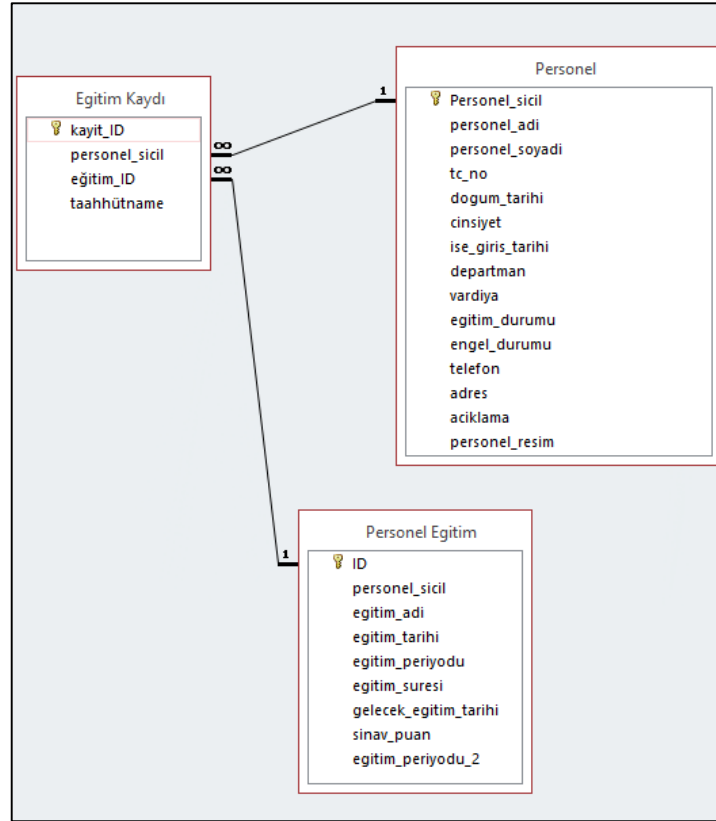 Egitim Kaydı
kayit_ID
personel_sicil
eğitim_ID
taahhütname
∞
∞
1
Personel
Personel_sicil
personel_adi
personel_soyadi
tc_no
dogum_tarihi
cinsiyet
ise_giris_tarihi
departman
vardiya
egitim_durumu
engel_durumu
telefon
adres
aciklama
personel_resim
1
Personel Egitim
ID
personel_sicil
egitim_adi
egitim_tarihi
egitim_periyodu
egitim_suresi
gelecek_egitim_tarihi
sinav_puan
egitim_periyodu_2